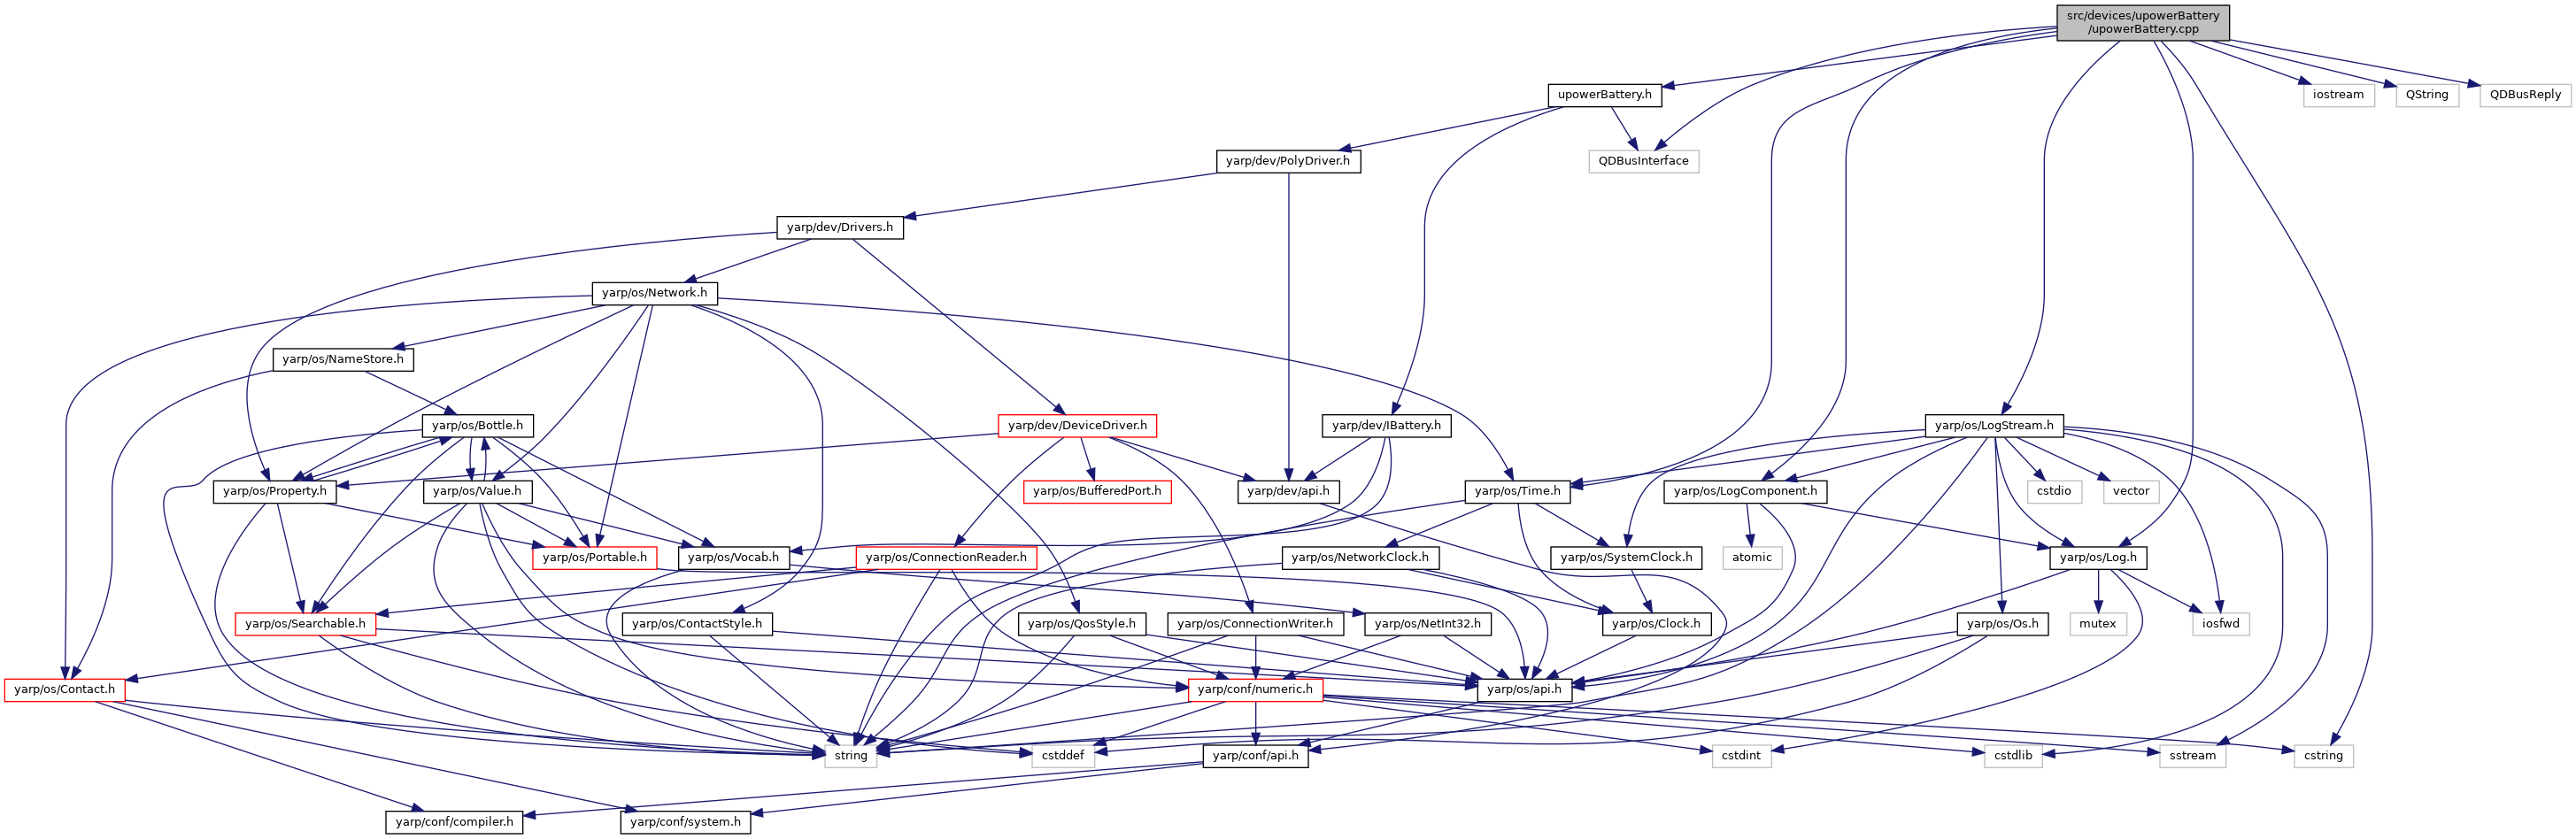 src/devices/upowerBattery
/upowerBattery.cpp
upowerBattery.h
iostream
QString
QDBusReply
yarp/dev/PolyDriver.h
QDBusInterface
yarp/dev/Drivers.h
yarp/os/Network.h
yarp/os/NameStore.h
yarp/os/Bottle.h
yarp/dev/DeviceDriver.h
yarp/dev/IBattery.h
yarp/os/LogStream.h
yarp/os/Property.h
yarp/os/Value.h
yarp/os/BufferedPort.h
yarp/dev/api.h
yarp/os/Time.h
yarp/os/LogComponent.h
cstdio
vector
yarp/os/Portable.h
yarp/os/Vocab.h
yarp/os/ConnectionReader.h
yarp/os/NetworkClock.h
yarp/os/SystemClock.h
atomic
yarp/os/Log.h
yarp/os/Searchable.h
yarp/os/ContactStyle.h
yarp/os/QosStyle.h
yarp/os/ConnectionWriter.h
yarp/os/NetInt32.h
yarp/os/Clock.h
yarp/os/Os.h
mutex
iosfwd
yarp/os/Contact.h
yarp/conf/numeric.h
yarp/os/api.h
string
cstddef
yarp/conf/api.h
cstdint
cstdlib
sstream
cstring
yarp/conf/compiler.h
yarp/conf/system.h